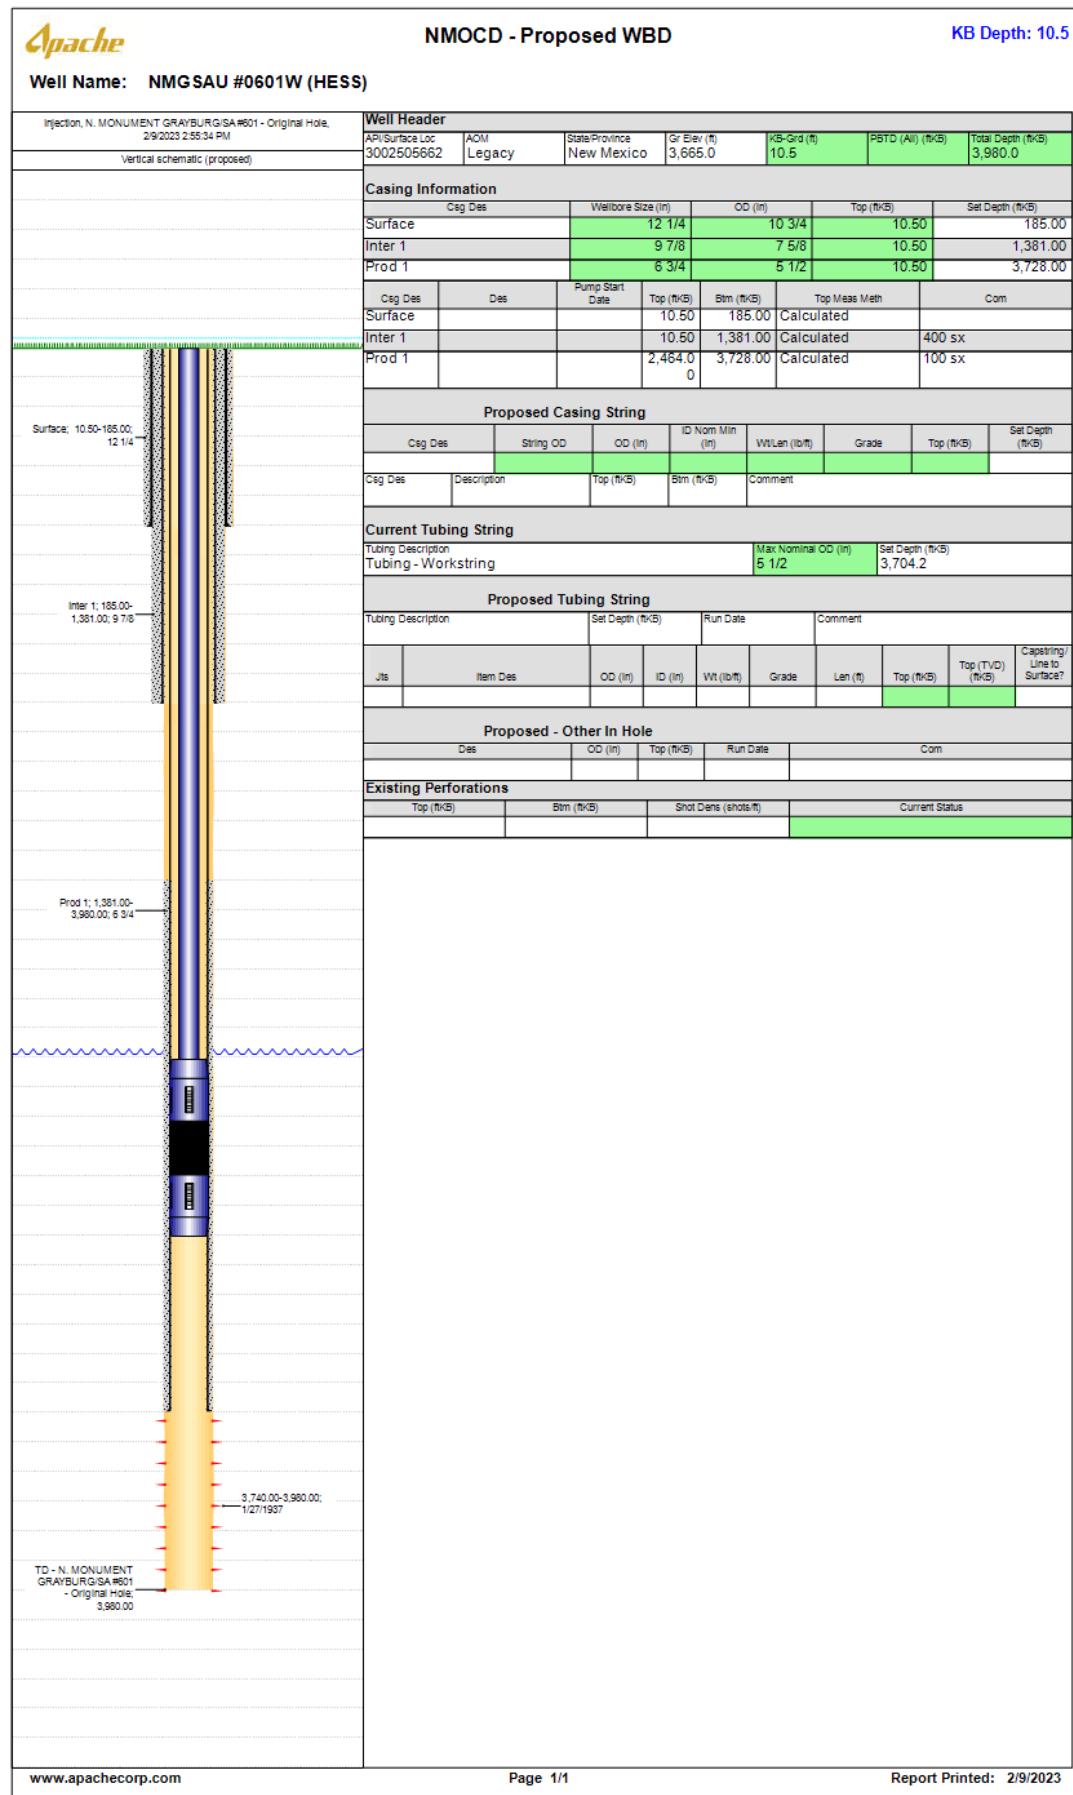 Apache
NMOCD - Proposed WBD
KB Depth: 10.5
Well Name: NMGSAU #0601W (HESS)
Injection, N. MONUMENT GRAYBURG/SA #601 - Original Hole,
2/9/2023 2:55:34 PM
Vertical schematic (proposed)
Surface; 10.50-185.00;
12 1/4
Inter 1; 185.00-
1,381.00; 9 7/8
Prod 1; 1,381.00-
3,980.00; 6 3/4
3,740.00-3,980.00;
1/27/1937
TD - N. MONUMENT
GRAYBURG/SA #601
- Original Hole;
3,980.00
Well Header
API/Surface Loc AOM State/Province Gr Elev (ft) KB-Grd (ft) PBTD (All) (ftKB) Total Depth (ftKB)
3002505662 Legacy New Mexico 3,665.0 10.5 3,980.0
Casing Information
Csg Des Wellbore Size (in) OD (in) Top (ftKB) Set Depth (ftKB)
Surface 12 1/4 10 3/4 10.50 185.00
Inter 1 9 7/8 7 5/8 10.50 1,381.00
Prod 1 6 3/4 5 1/2 10.50 3,728.00
Csg Des Des Pump Start Date Top (ftKB) Btm (ftKB) Top Meas Meth Com
Surface 10.50 185.00 Calculated
Inter 1 10.50 1,381.00 Calculated 400 sx
Prod 1 2,464.00 3,728.00 Calculated 100 sx
Proposed Casing String
Csg Des String OD OD (in) ID Nom Min (in) Wt/Len (lb/ft) Grade Top (ftKB) Set Depth (ftKB)
Csg Des Description Top (ftKB) Btm (ftKB) Comment
Current Tubing String
Tubing Description Max Nominal OD (in) Set Depth (ftKB)
Tubing - Workstring 5 1/2 3,704.2
Proposed Tubing String
Tubing Description Set Depth (ftKB) Run Date Comment
Jts Item Des OD (in) ID (in) Wt (lb/ft) Grade Len (ft) Top (ftKB) Top (TVD) (ftKB) Capstring/ Line to Surface?
Proposed - Other In Hole
Des OD (in) Top (ftKB) Run Date Com
Existing Perforations
Top (ftKB) Btm (ftKB) Shot Dens (shots/ft) Current Status
www.apachecorp.com
Page 1/1
Report Printed: 2/9/2023